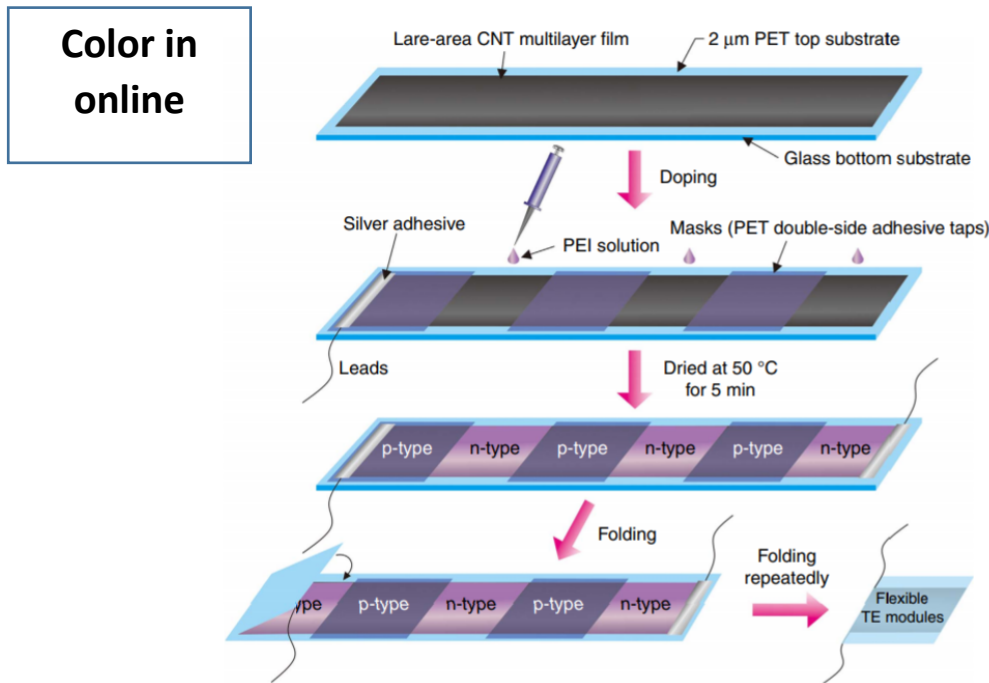 Color in
online
Lare-area CNT multilayer film
2 μm PET top substrate
Glass bottom substrate
Doping
Silver adhesive
PEI solution
Masks (PET double-side adhesive taps)
Leads
Dried at 50 °C
for 5 min
p-type
n-type
p-type
n-type
p-type
n-type
Folding
Folding
repeatedly
ype
p-type
n-type
p-type
n-type
Flexible
TE modules